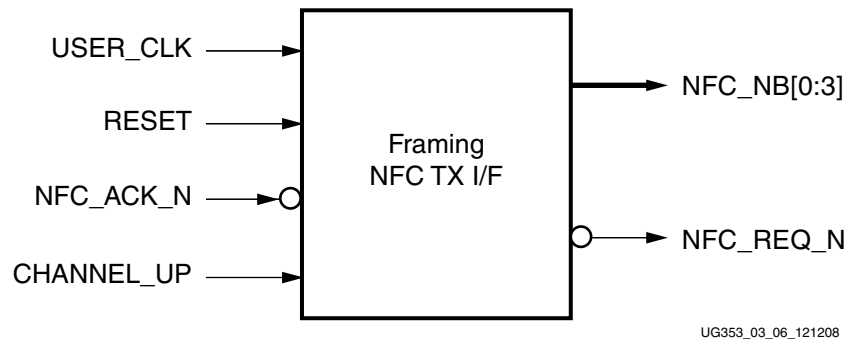 USER_CLK
RESET
NFC_ACK_N
CHANNEL_UP
Framing
NFC TX I/F
NFC_NB[0:3]
NFC_REQ_N
UG353_03_06_121208